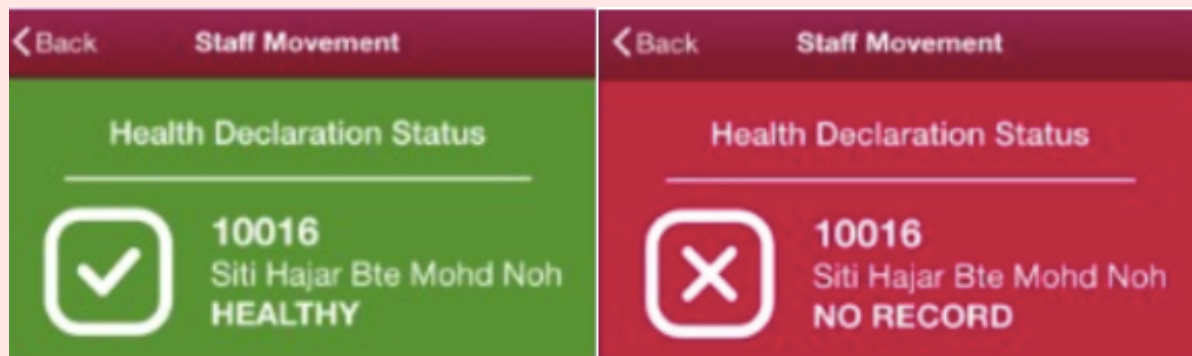 Back
Staff Movement
Health Declaration Status
10016
Siti Hajar Bte Mohd Noh
HEALTHY
Back
Staff Movement
Health Declaration Status
10016
Siti Hajar Bte Mohd Noh
NO RECORD